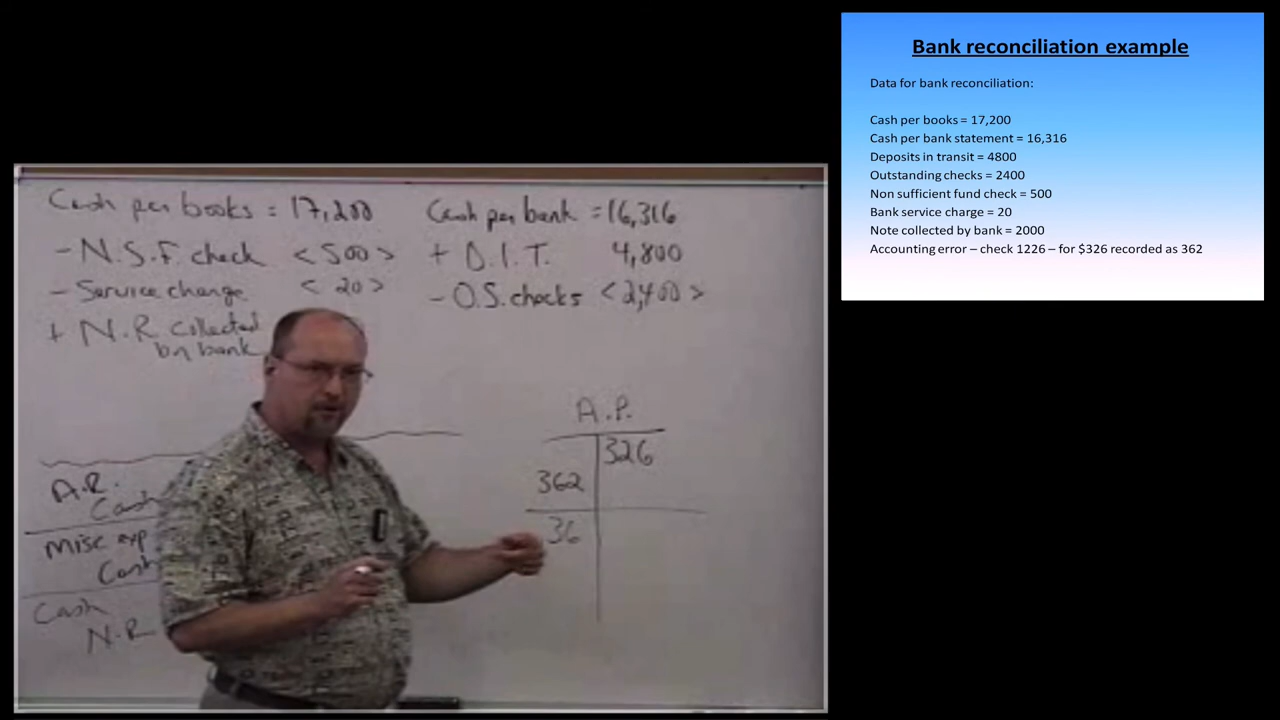 Bank reconciliation example
Data for bank reconciliation:
Cash per books = 17,200
Cash per bank statement = 16,316
Deposits in transit = 4800
Outstanding checks = 2400
Non sufficient fund check = 500
Bank service charge = 20
Note collected by bank = 2000
Accounting error – check 1226 – for $326 recorded as 362
Cash per books = 17,200
- N.S.F. check <500>
- Service charge <20>
+ N.R collected
by bank
Cash per bank = 16,316
+ D.I.T. 4,800
- O.S. checks <2,400>
A.P.
326
362
36
A.R.
Cash
Misc exp
Cash
Cash
N.R